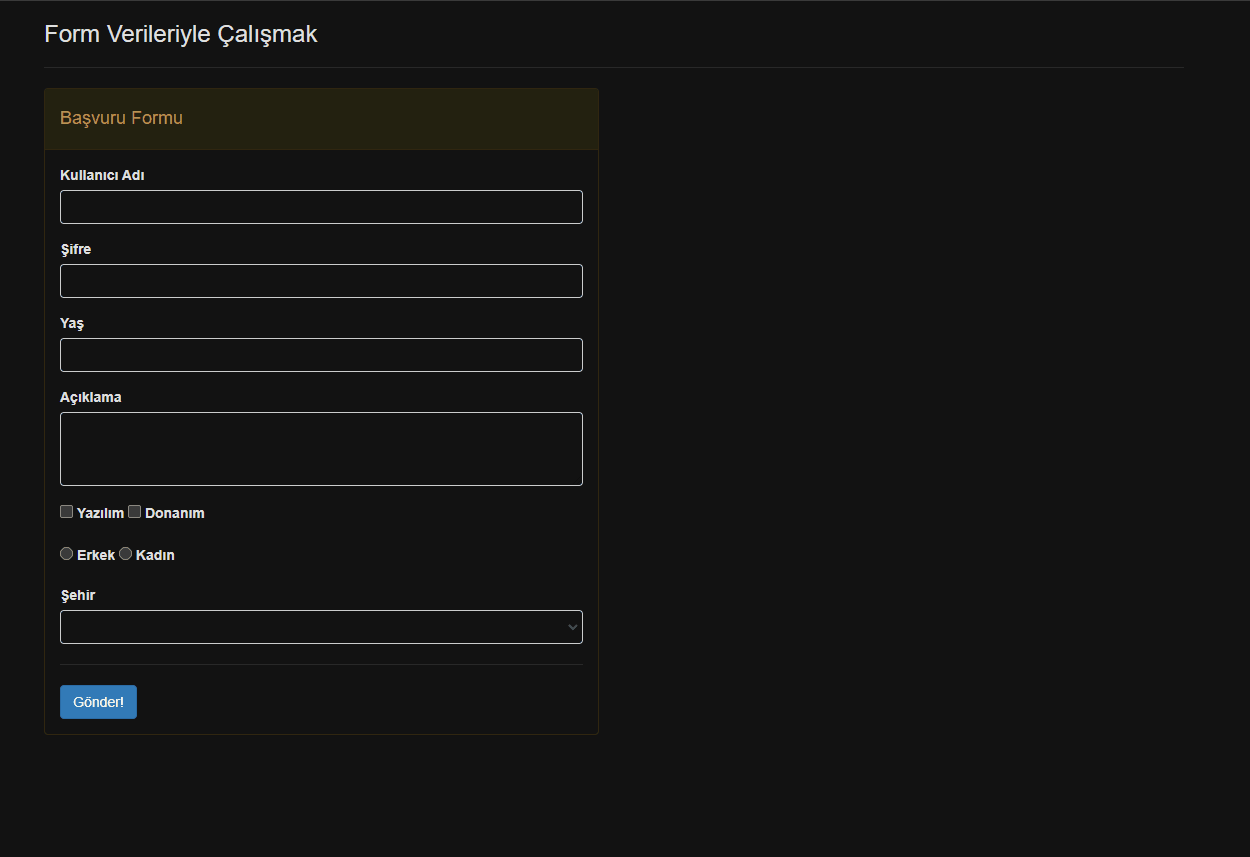 Form Verileriyle Çalışmak
Başvuru Formu
Kullanıcı Adı
Şifre
Yaş
Açıklama
Yazılım Donanım
Erkek Kadın
Şehir
Gönder!